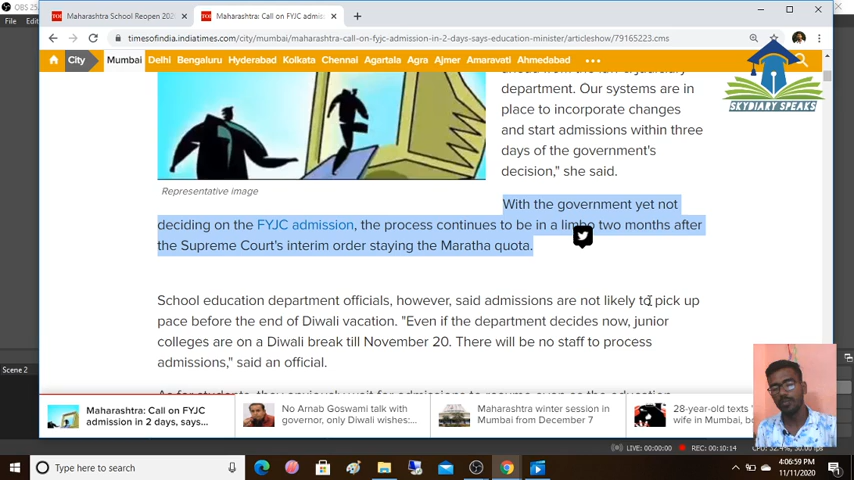 OBS 25.
File Edit
Maharashtra School Reopen 202
Maharashtra: Call on FYJC admis
timesofindia.indiatimes.com/city/mumbai/maharashtra-call-on-fyjc-admission-in-2-days-says-education-minister/articleshow/79165223.cms
City Mumbai Delhi Bengaluru Hyderabad Kolkata Chennai Agartala Agra Ajmer Amaravati Ahmedabad
SKYDIARY SPEAKS
department. Our systems are in
place to incorporate changes
and start admissions within three
days of the government's
decision," she said.
Representative image
With the government yet not
deciding on the FYJC admission, the process continues to be in a limbo two months after
the Supreme Court's interim order staying the Maratha quota.
School education department officials, however, said admissions are not likely to pick up
pace before the end of Diwali vacation. "Even if the department decides now, junior
colleges are on a Diwali break till November 20. There will be no staff to process
admissions," said an official.
Scene 2
Maharashtra: Call on FYJC
admission in 2 days, says...
No Arnab Goswami talk with
governor, only Diwali wishes:...
Maharashtra winter session in
Mumbai from December 7
28-year-old texts
wife in Mumbai, bo
LIVE: 00:00:00
REC: 00:10:14
Type here to search
4:06:59 PM
11/11/2020